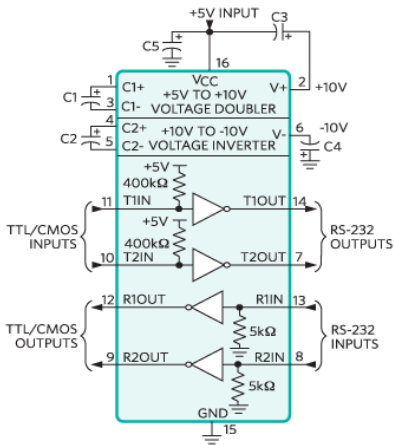 +5V INPUT
C3
C5
16
VCC
1
C1+
+5V TO +10V
VOLTAGE DOUBLER
V+
2
+10V
C1
3
C1-
4
C2+
+10V TO -10V
VOLTAGE INVERTER
V-
6
-10V
C2
5
C2-
C4
+5V
400kΩ
11
T1IN
T1OUT
14
+5V
TTL/CMOS
INPUTS
RS-232
OUTPUTS
400kΩ
10
T2IN
T2OUT
7
12
R1OUT
R1IN
13
TTL/CMOS
OUTPUTS
5kΩ
RS-232
INPUTS
9
R2OUT
R2IN
8
5kΩ
GND
15